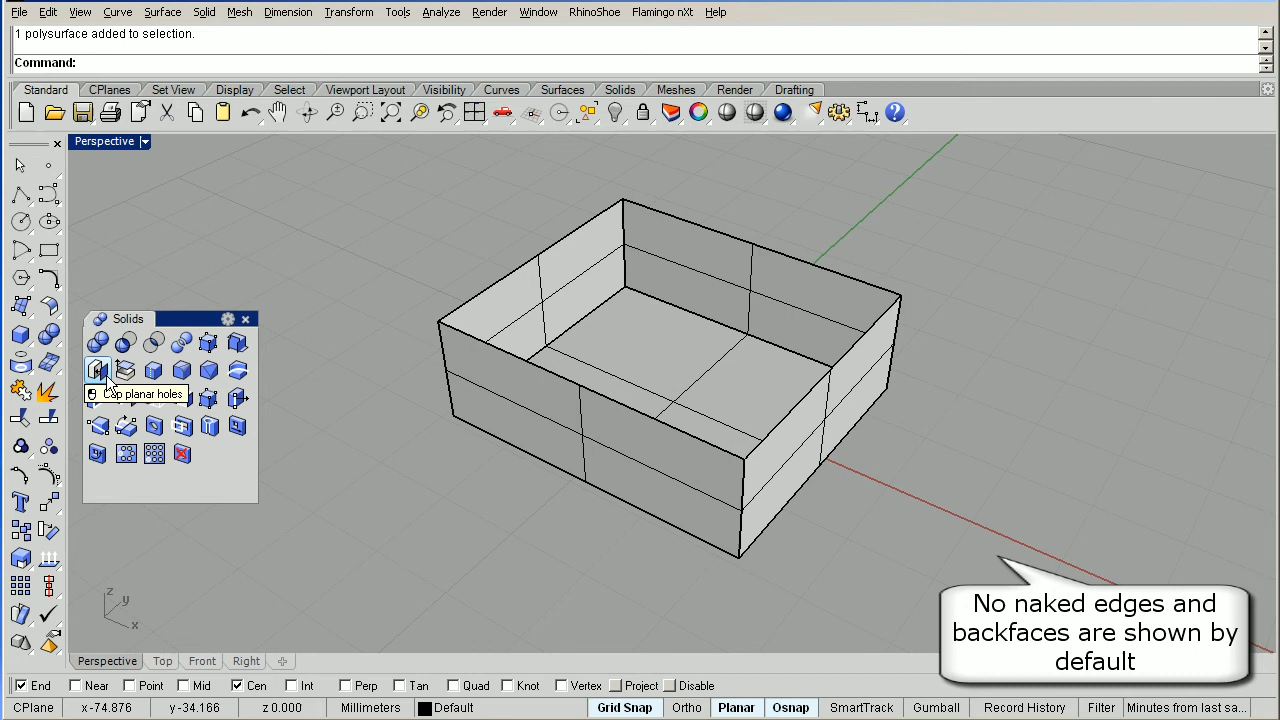 File Edit View Curve Surface Solid Mesh Dimension Transform Tools Analyze Render Window RhinoShoe Flamingo nXt Help
1 polysurface added to selection.
Command:
Standard CPlanes Set View Display Select Viewport Layout Visibility Curves Surfaces Solids Meshes Render Drafting
Perspective
Solids
Cap planar holes
z
y
x
No naked edges and
backfaces are shown by
default
Perspective Top Front Right
End Near Point Mid Cen Int Perp Tan Quad Knot Vertex Project Disable
CPlane x -74.876 y -34.166 z 0.000 Millimeters Default Grid Snap Ortho Planar Osnap SmartTrack Gumball Record History Filter Minutes from last sa...